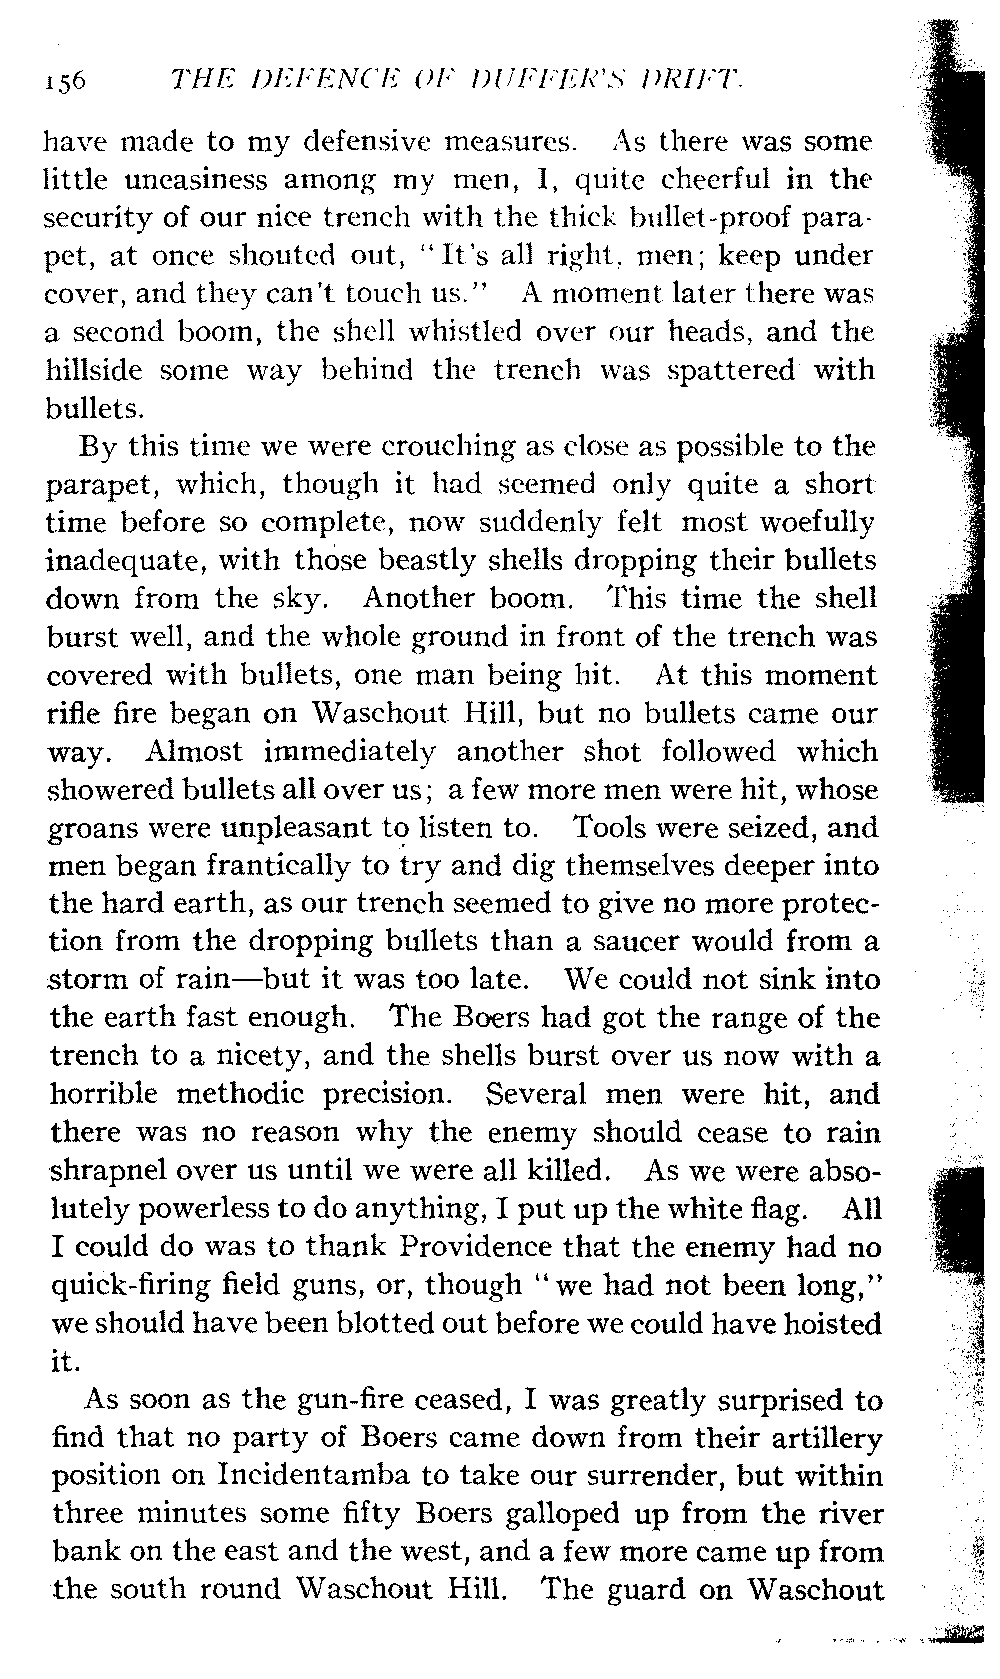 156 THE DEFENCE OF DUFFER'S DRIFT.
have made to my defensive measures. As there was some
little uneasiness among my men, I, quite cheerful in the
security of our nice trench with the thick bullet-proof para-
pet, at once shouted out, "It's all right, men; keep under
cover, and they can't touch us." A moment later there was
a second boom, the shell whistled over our heads, and the
hillside some way behind the trench was spattered with
bullets.
By this time we were crouching as close as possible to the
parapet, which, though it had seemed only quite a short
time before so complete, now suddenly felt most woefully
inadequate, with those beastly shells dropping their bullets
down from the sky. Another boom. This time the shell
burst well, and the whole ground in front of the trench was
covered with bullets, one man being hit. At this moment
rifle fire began on Waschout Hill, but no bullets came our
way. Almost immediately another shot followed which
showered bullets all over us; a few more men were hit, whose
groans were unpleasant to listen to. Tools were seized, and
men began frantically to try and dig themselves deeper into
the hard earth, as our trench seemed to give no more protec-
tion from the dropping bullets than a saucer would from a
storm of rain—but it was too late. We could not sink into
the earth fast enough. The Boers had got the range of the
trench to a nicety, and the shells burst over us now with a
horrible methodic precision. Several men were hit, and
there was no reason why the enemy should cease to rain
shrapnel over us until we were all killed. As we were abso-
lutely powerless to do anything, I put up the white flag. All
I could do was to thank Providence that the enemy had no
quick-firing field guns, or, though "we had not been long,"
we should have been blotted out before we could have hoisted
it.
As soon as the gun-fire ceased, I was greatly surprised to
find that no party of Boers came down from their artillery
position on Incidentamba to take our surrender, but within
three minutes some fifty Boers galloped up from the river
bank on the east and the west, and a few more came up from
the south round Waschout Hill. The guard on Waschout